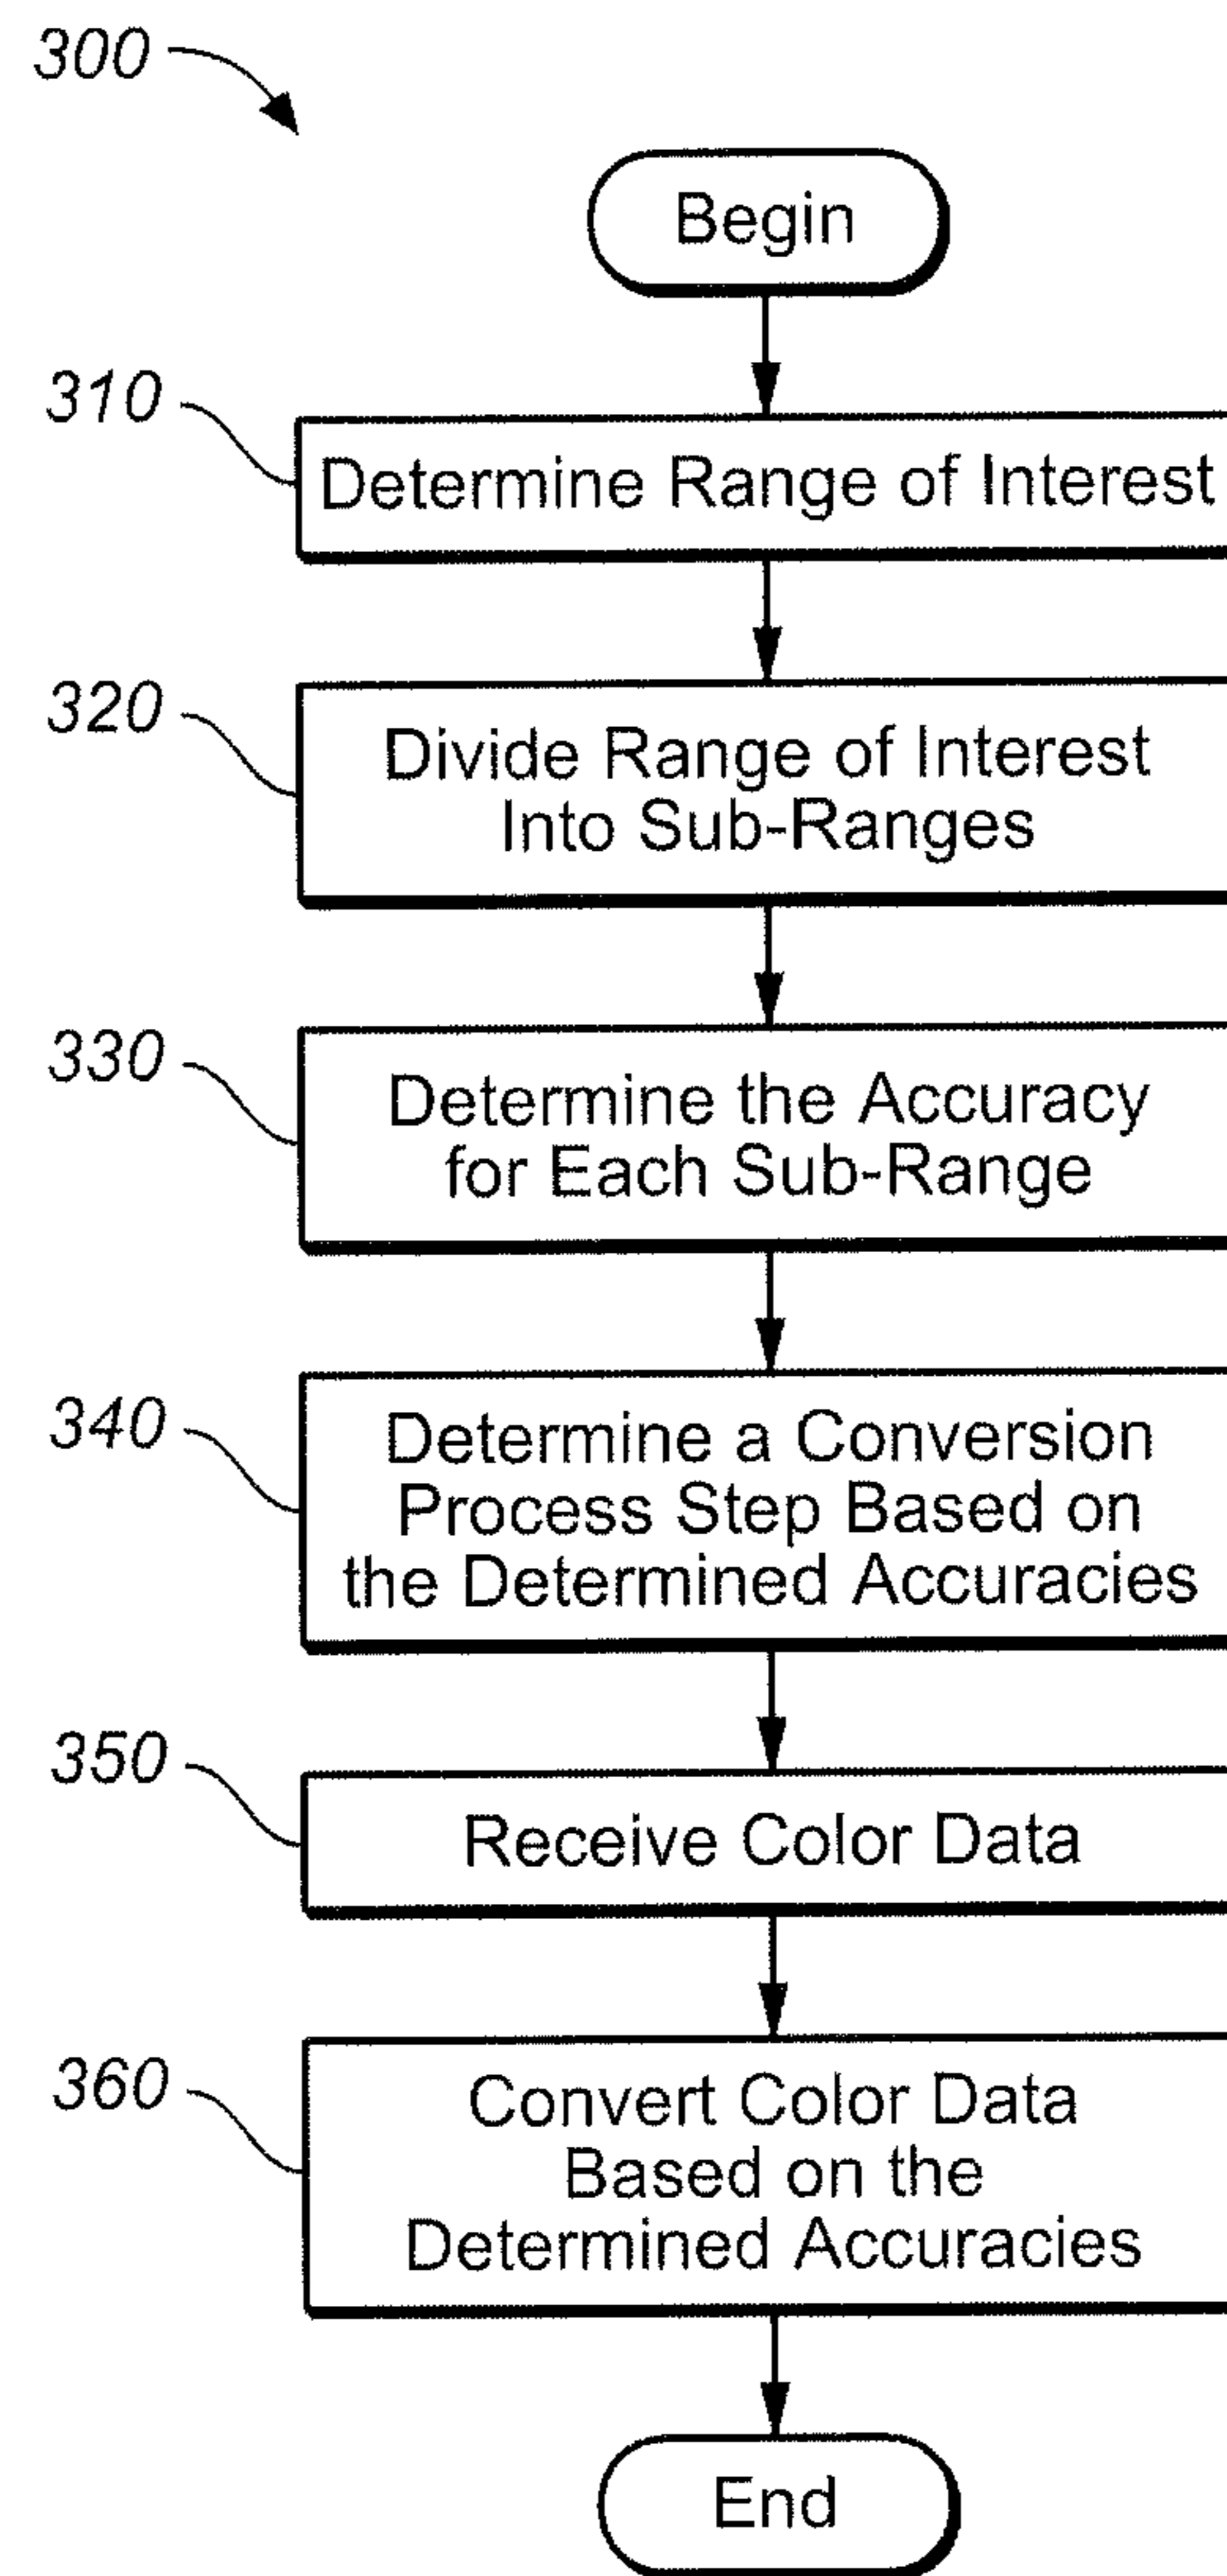 300
Begin
310
Determine Range of Interest
320
Divide Range of Interest
Into Sub-Ranges
330
Determine the Accuracy
for Each Sub-Range
340
Determine a Conversion
Process Step Based on
the Determined Accuracies
350
Receive Color Data
360
Convert Color Data
Based on the
Determined Accuracies
End